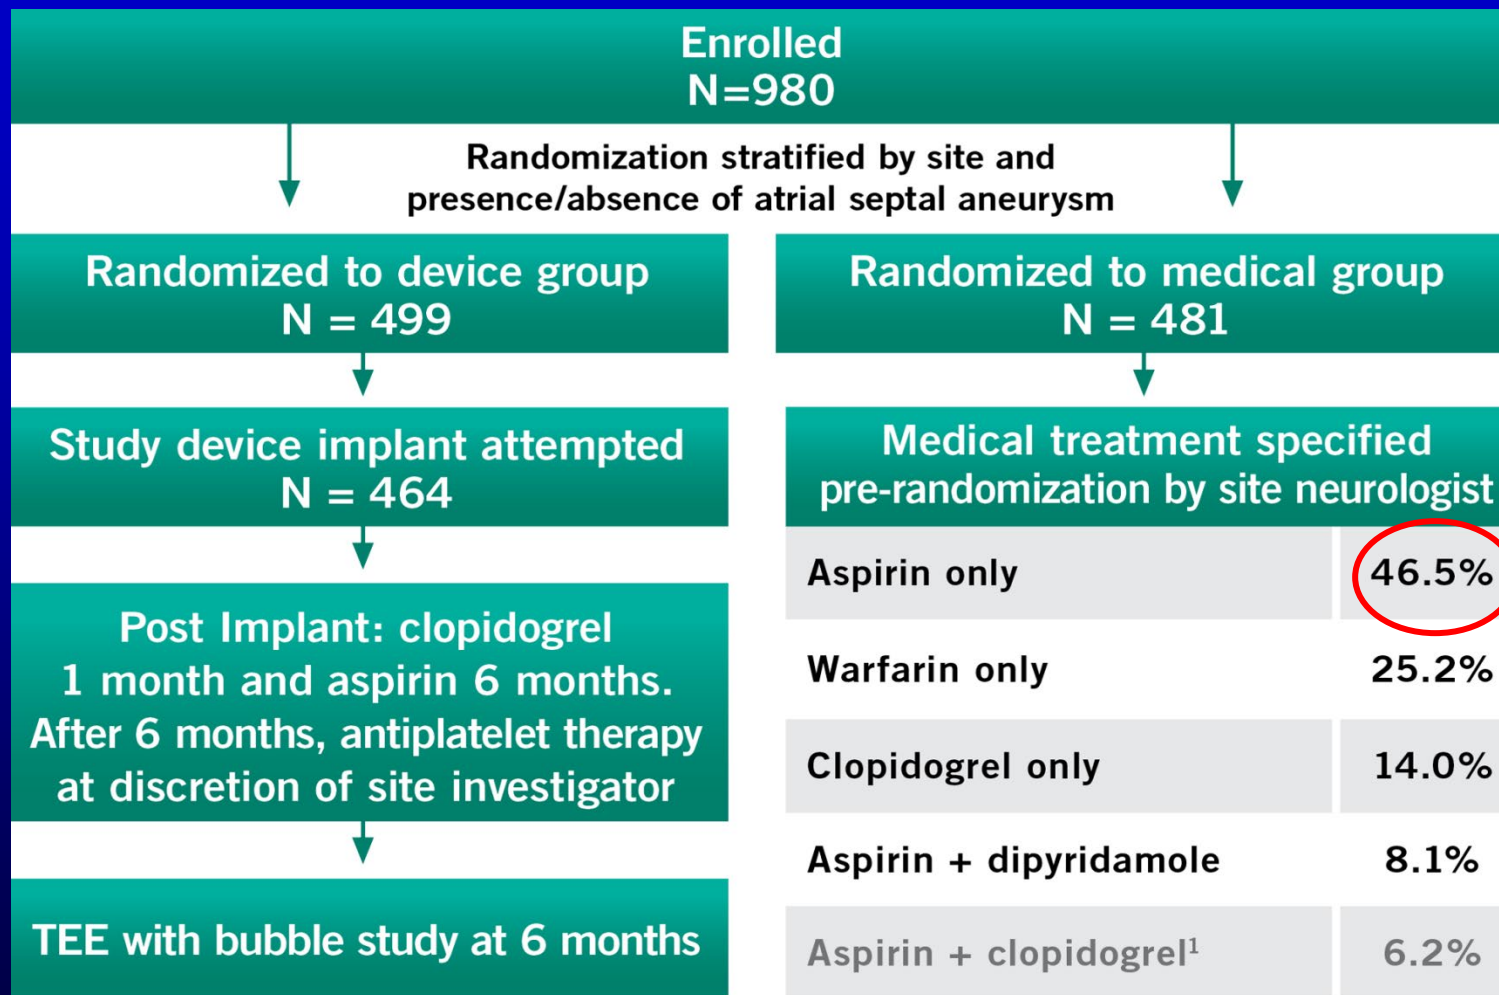 Enrolled
N=980
Randomization stratified by site and
presence/absence of atrial septal aneurysm
Randomized to device group
N = 499
Study device implant attempted
N = 464
Post Implant: clopidogrel
1 month and aspirin 6 months.
After 6 months, antiplatelet therapy
at discretion of site investigator
TEE with bubble study at 6 months
Randomized to medical group
N = 481
Medical treatment specified
pre-randomization by site neurologist
Aspirin only 46.5%
Warfarin only 25.2%
Clopidogrel only 14.0%
Aspirin + dipyridamole 8.1%
Aspirin + clopidogrel¹ 6.2%